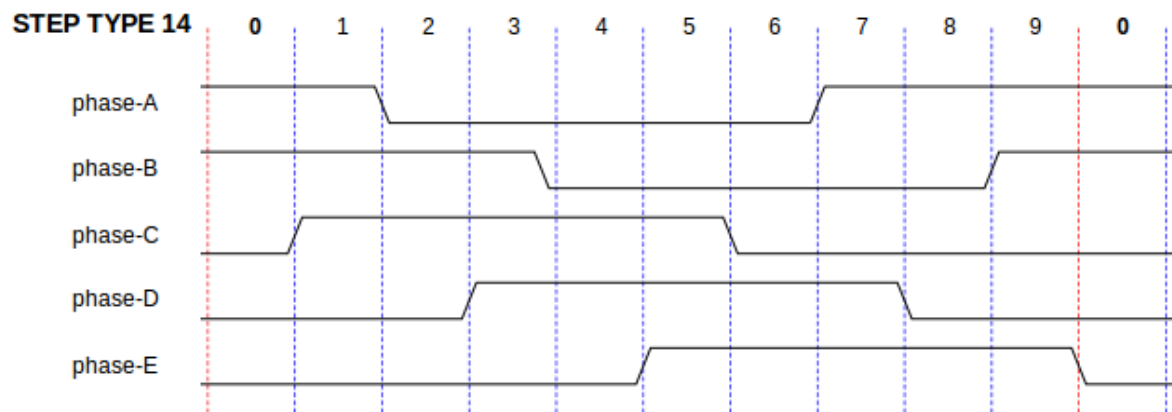 STEP TYPE 14 0 1 2 3 4 5 6 7 8 9 0
phase-A
phase-B
phase-C
phase-D
phase-E